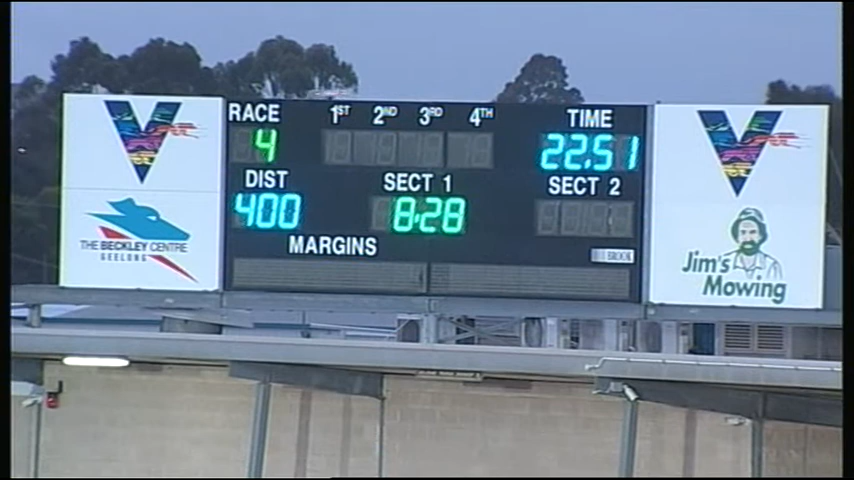 RACE 1ST 2ND 3RD 4TH TIME
4 22.51
DIST SECT 1 SECT 2
400 8.28
MARGINS
BROOK
V
THE BECKLEY CENTRE
GEELONG
V
Jim's
Mowing